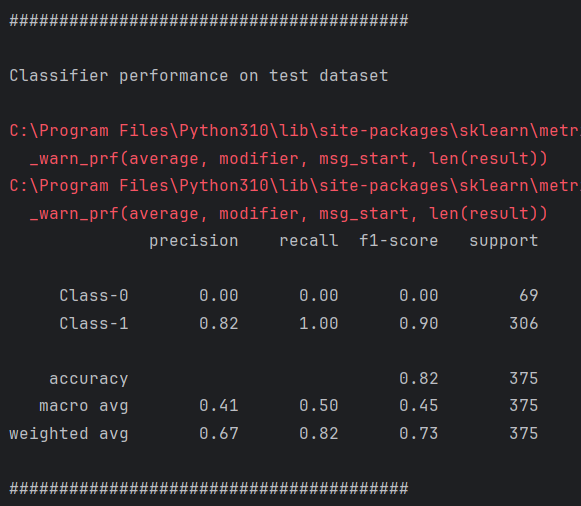 ########################################
Classifier performance on test dataset
C:\Program Files\Python310\lib\site-packages\sklearn\metr
_warn_prf(average, modifier, msg_start, len(result))
C:\Program Files\Python310\lib\site-packages\sklearn\metr
_warn_prf(average, modifier, msg_start, len(result))
precision recall f1-score support
Class-0 0.00 0.00 0.00 69
Class-1 0.82 1.00 0.90 306
accuracy 0.82 375
macro avg 0.41 0.50 0.45 375
weighted avg 0.67 0.82 0.73 375
########################################